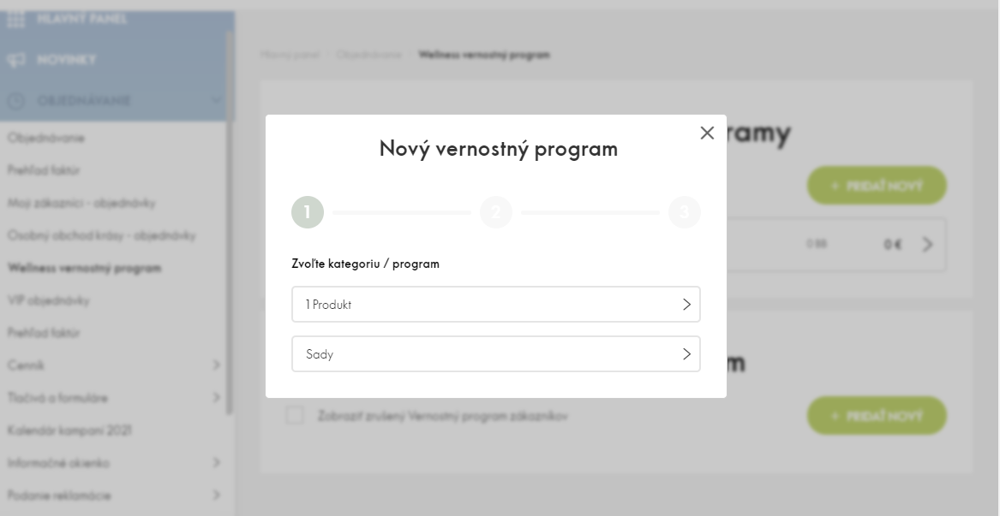 HLAVNÝ PANEL
NOVINKY
OBJEDNÁVANIE
Objednávanie
Prehľad faktúr
Moji zákazníci - objednávky
Osobný obchod krásy - objednávky
Wellness vernostný program
VIP objednávky
Prehľad faktúr
Cenník
Tlačivá a formuláre
Kalendár kampaní 2021
Informačné okienko
Podanie reklamácie
Hlavný panel
Objednávanie
Wellness vernostný program
ramy
+ PRIDAŤ NOVÝ
0 BB
0 €
Nový vernostný program
1
2
3
Zvoľte kategoriu / program
1 Produkt
Sady
m
Zobraziť zrušený Vernostný program zákazníkov
+ PRIDAŤ NOVÝ